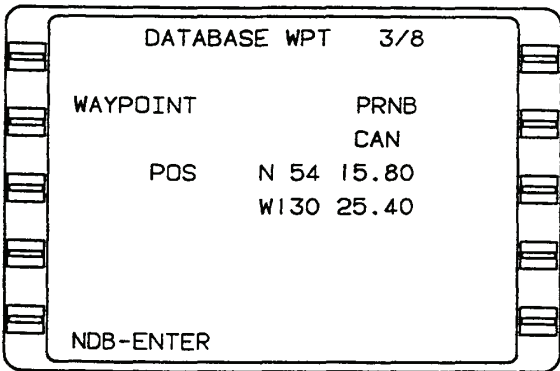 DATABASE WPT 3/8
WAYPOINT PRNB
CAN
POS N 54 15.80
W130 25.40
NDB-ENTER